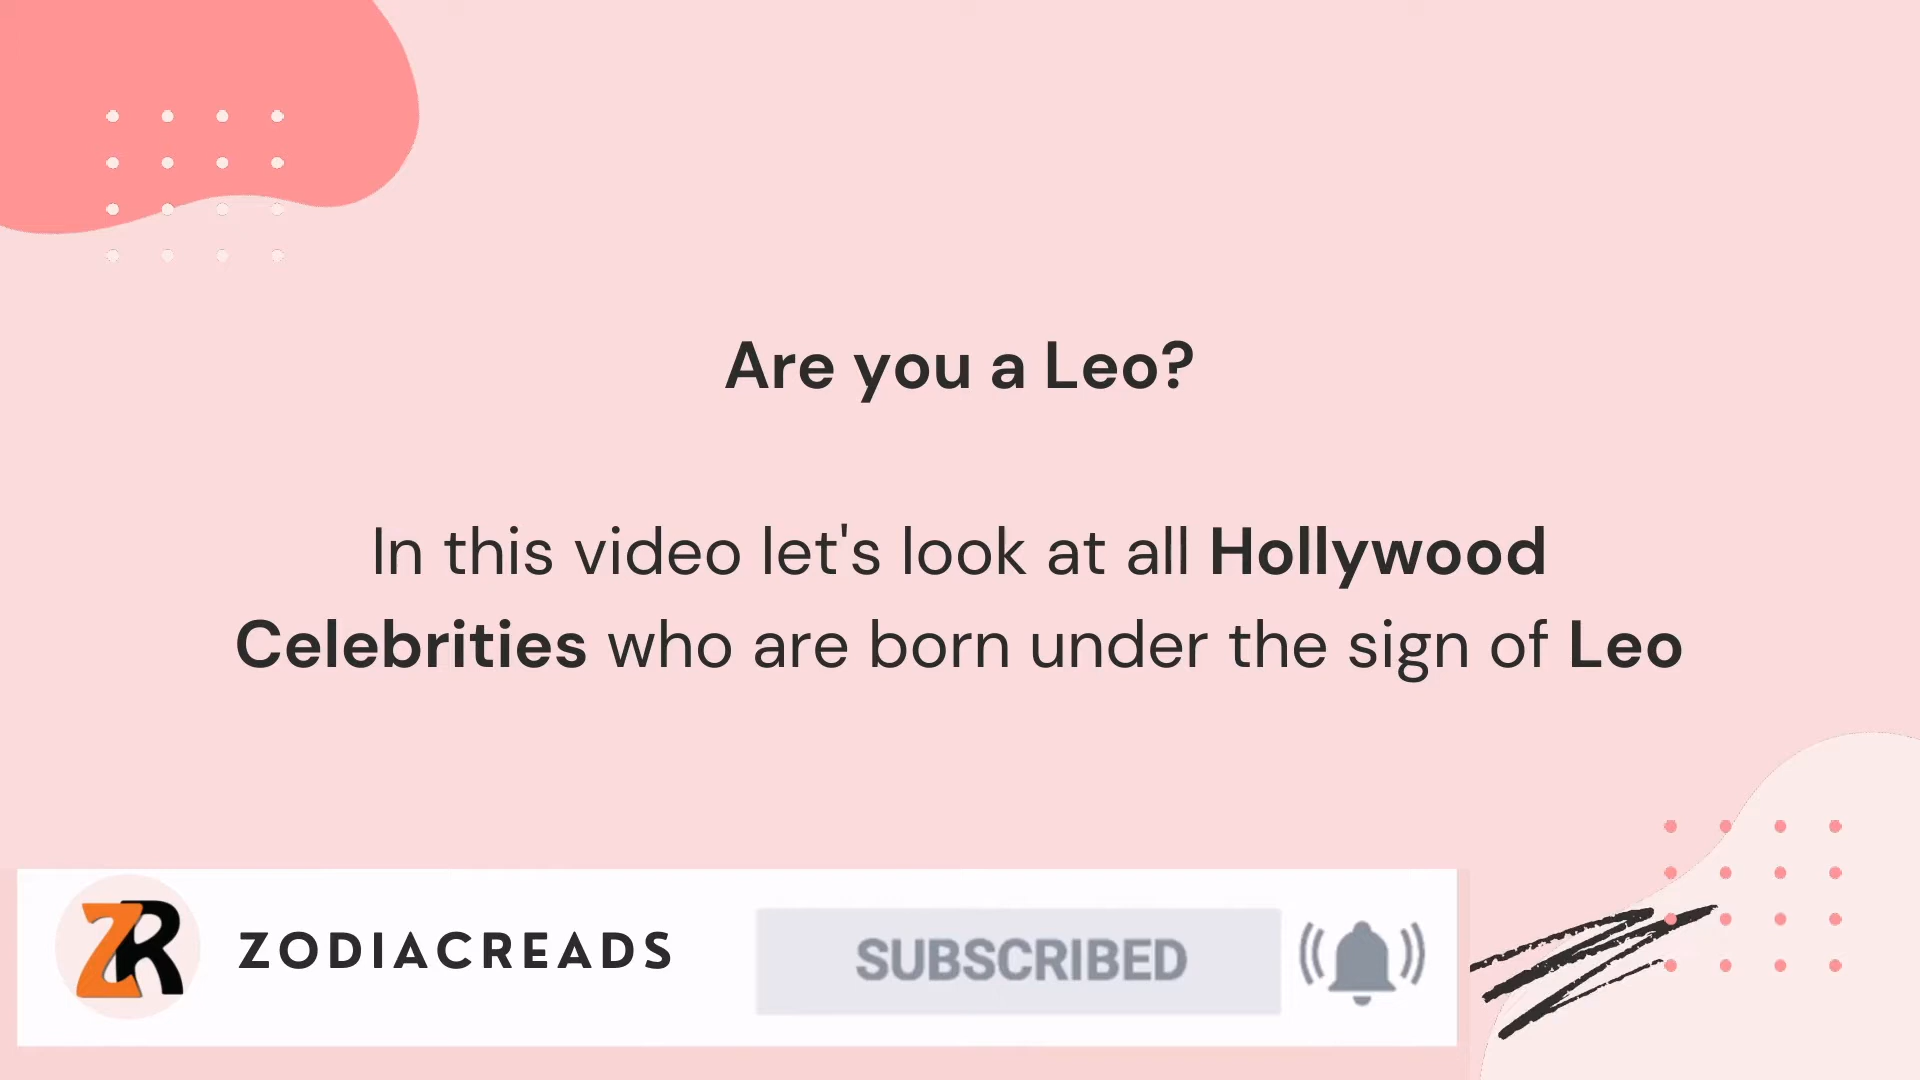 Are you a Leo?
In this video let's look at all Hollywood
Celebrities who are born under the sign of Leo
ZR
ZODIACREADS
SUBSCRIBED